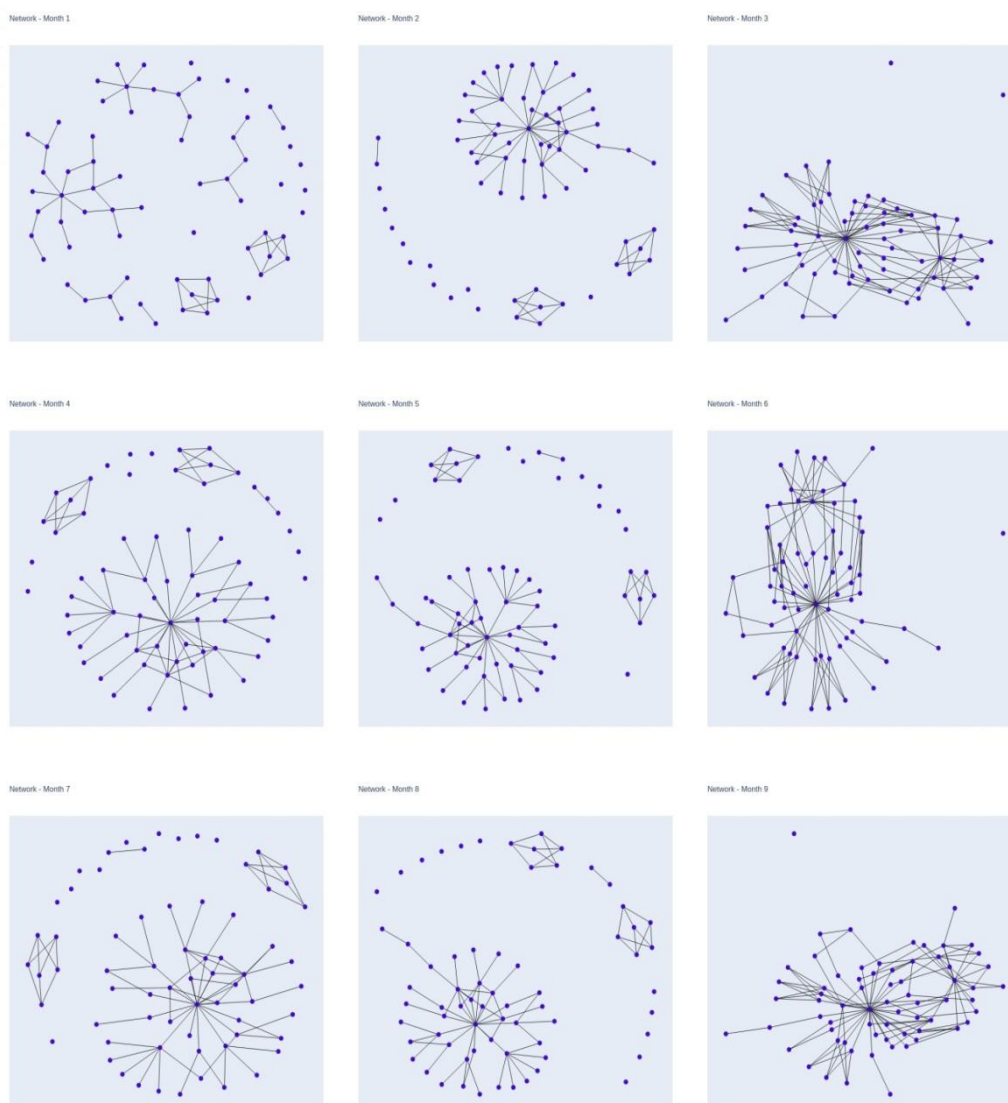 Network - Month 1
Network - Month 2
Network - Month 3
Network - Month 4
Network - Month 5
Network - Month 6
Network - Month 7
Network - Month 8
Network - Month 9